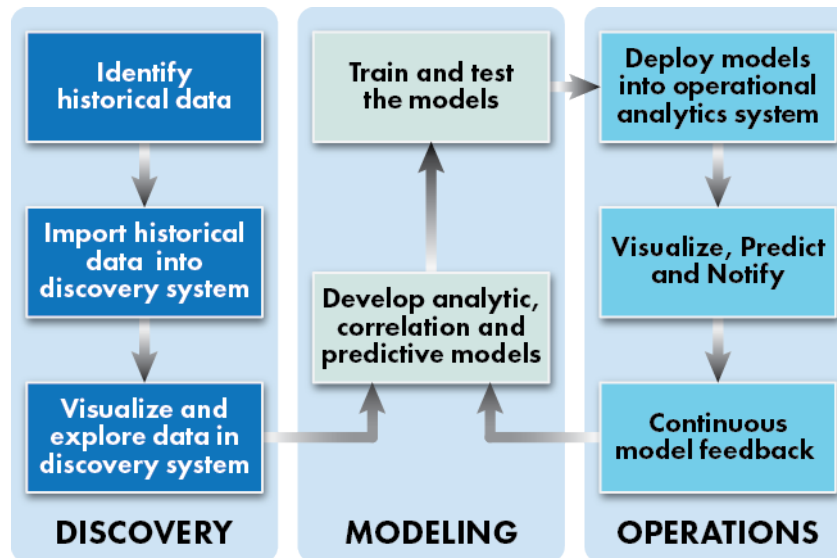 Identify
historical data
Import historical
data into
discovery system
Visualize and
explore data in
discovery system
DISCOVERY
Train and test
the models
Develop analytic,
correlation and
predictive models
MODELING
Deploy models
into operational
analytics system
Visualize, Predict
and Notify
Continuous
model feedback
OPERATIONS